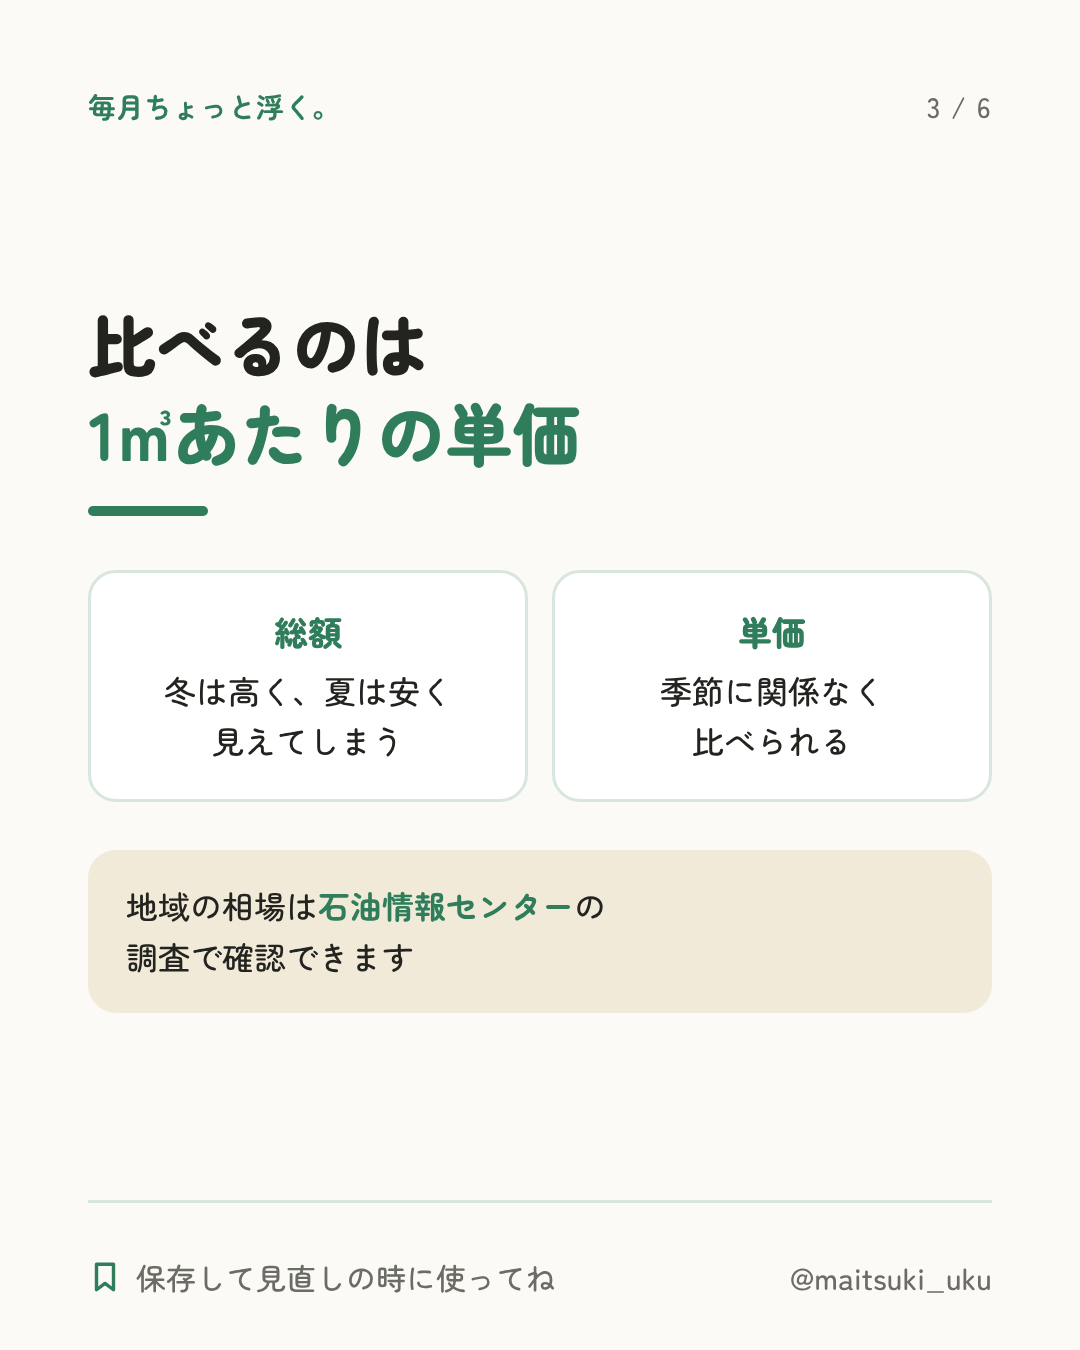 毎月ちょっと浮く。
3 / 6
比べるのは
1㎥あたりの単価
総額
冬は高く、夏は安く
見えてしまう
単価
季節に関係なく
比べられる
地域の相場は石油情報センターの
調査で確認できます
保存して見直しの時に使ってね
@maitsuki_uku